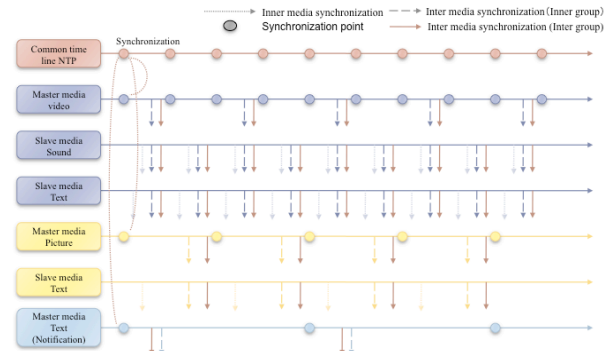 Inner media synchronization
Inter media synchronization (Inner group)
Synchronization point
Inter media synchronization (Inter group)
Common time
line NTP
Synchronization
Master media
video
Slave media
Sound
Slave media
Text
Master media
Picture
Slave media
Text
Master media
Text
(Notification)